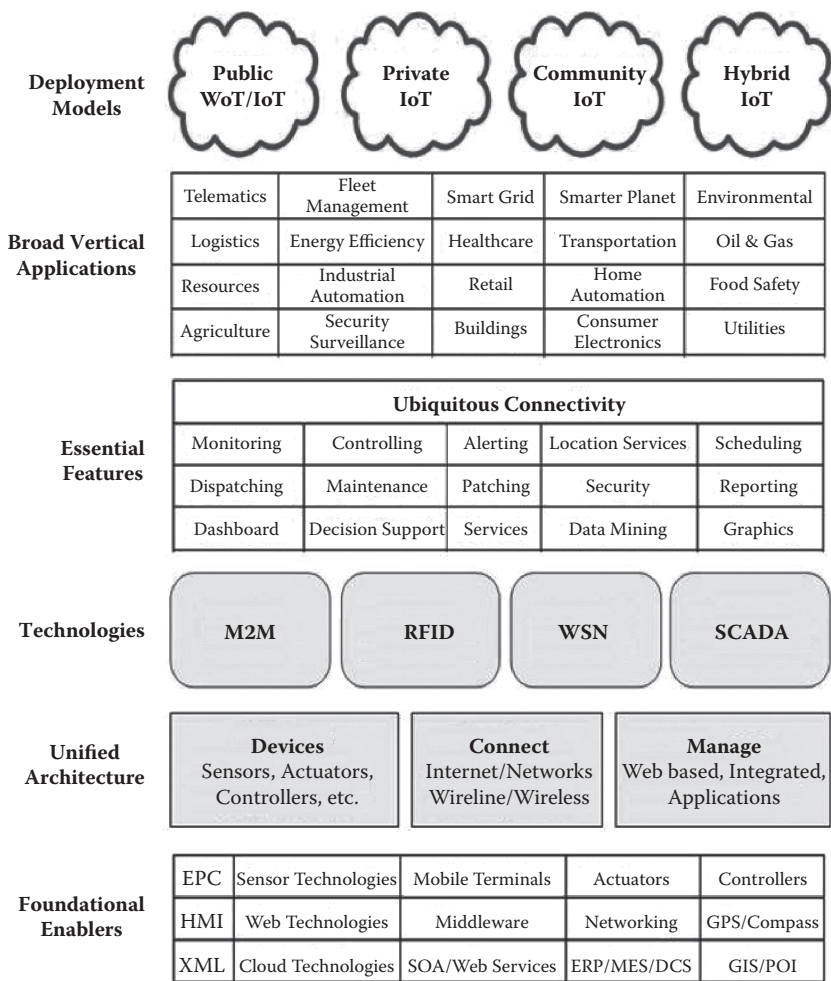 Deployment
Models
Public
WoT/IoT
Private
IoT
Community
IoT
Hybrid
IoT
Broad Vertical
Applications
Telematics
Fleet
Management
Smart Grid
Smarter Planet
Environmental
Logistics
Energy Efficiency
Healthcare
Transportation
Oil & Gas
Resources
Industrial
Automation
Retail
Home
Automation
Food Safety
Agriculture
Security
Surveillance
Buildings
Consumer
Electronics
Utilities
Essential
Features
Ubiquitous Connectivity
Monitoring
Controlling
Alerting
Location Services
Scheduling
Dispatching
Maintenance
Patching
Security
Reporting
Dashboard
Decision Support
Services
Data Mining
Graphics
Technologies
M2M
RFID
WSN
SCADA
Unified
Architecture
Devices
Sensors, Actuators,
Controllers, etc.
Connect
Internet/Networks
Wireline/Wireless
Manage
Web based, Integrated,
Applications
Foundational
Enablers
EPC
Sensor Technologies
Mobile Terminals
Actuators
Controllers
HMI
Web Technologies
Middleware
Networking
GPS/Compass
XML
Cloud Technologies
SOA/Web Services
ERP/MES/DCS
GIS/POI